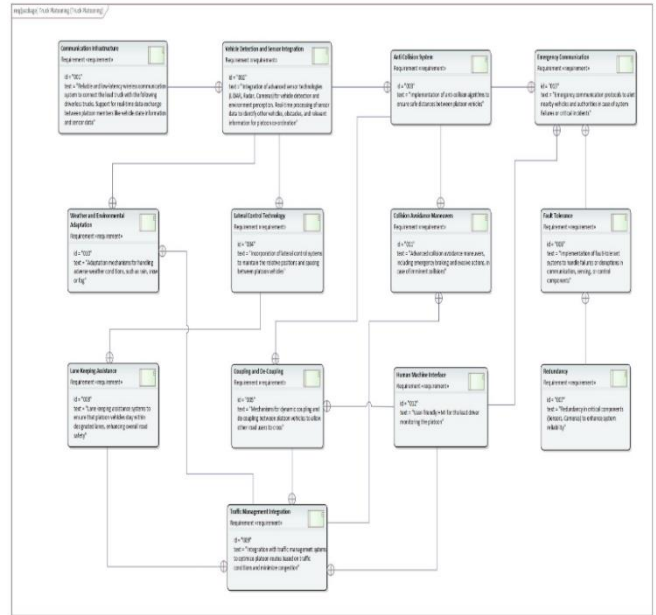 req [package] Truck Platooning [Truck Platooning]
Communication Infrastructure
Requirement «requirement»
id = "001"
text = "Reliable and low-latency wireless communication
system to connect the lead truck with the following
driverless trucks. Support for real-time data exchange
between platoon members like vehicle state information
and sensor data"
Vehicle Detection and Sensor Integration
Requirement «requirement»
id = "002"
text = "Integration of advanced sensor technologies
(LiDAR, Radar, Cameras) for vehicle detection and
environment perception. Real-time processing of sensor
data to identify other vehicles, obstacles, and relevant
information for platoon coordination"
Anti Collision System
Requirement «requirement»
text = "Implementation of anti-collision algorithms to
ensure safe distances between platoon vehicles"
Emergency Communication
Requirement «requirement»
text = "Emergency communication protocols to alert
nearby vehicles and authorities in case of system
failures or critical incidents"
Weather and Environmental
Adaptation
Requirement «requirement»
text = "Adaptation mechanisms for handling
adverse weather conditions, such as rain, snow
or fog"
Lateral Control Technology
Requirement «requirement»
id = "004"
text = "Incorporation of lateral control systems
to maintain the relative positions and spacing
between platoon vehicles"
Collision Avoidance Maneuvers
Requirement «requirement»
id = "011"
text = "Advanced collision avoidance maneuvers,
including emergency braking and evasive actions, in
case of imminent collisions"
Fault Tolerance
Requirement «requirement»
text = "Implementation of fault-tolerant
systems to handle failures or disruptions in
communication, sensing, or control
components"
Lane Keeping Assistance
Requirement «requirement»
text = "Lane-keeping assistance systems to
ensure that platoon vehicles stay within
designated lanes, enhancing overall road
safety"
Coupling and De-Coupling
Requirement «requirement»
id = "005"
text = "Mechanisms for dynamic coupling and
de-coupling between platoon vehicles to allow
other road users to cross"
Human Machine Interface
Requirement «requirement»
id = "012"
text = "User-friendly HMI for the lead driver
monitoring the platoon"
Redundancy
Requirement «requirement»
text = "Redundancy in critical components
(Sensors, Cameras) to enhance system
reliability"
Traffic Management Integration
Requirement «requirement»
id = "009"
text = "Integration with traffic management systems
to optimize platoon routes based on traffic
conditions and minimize congestion"